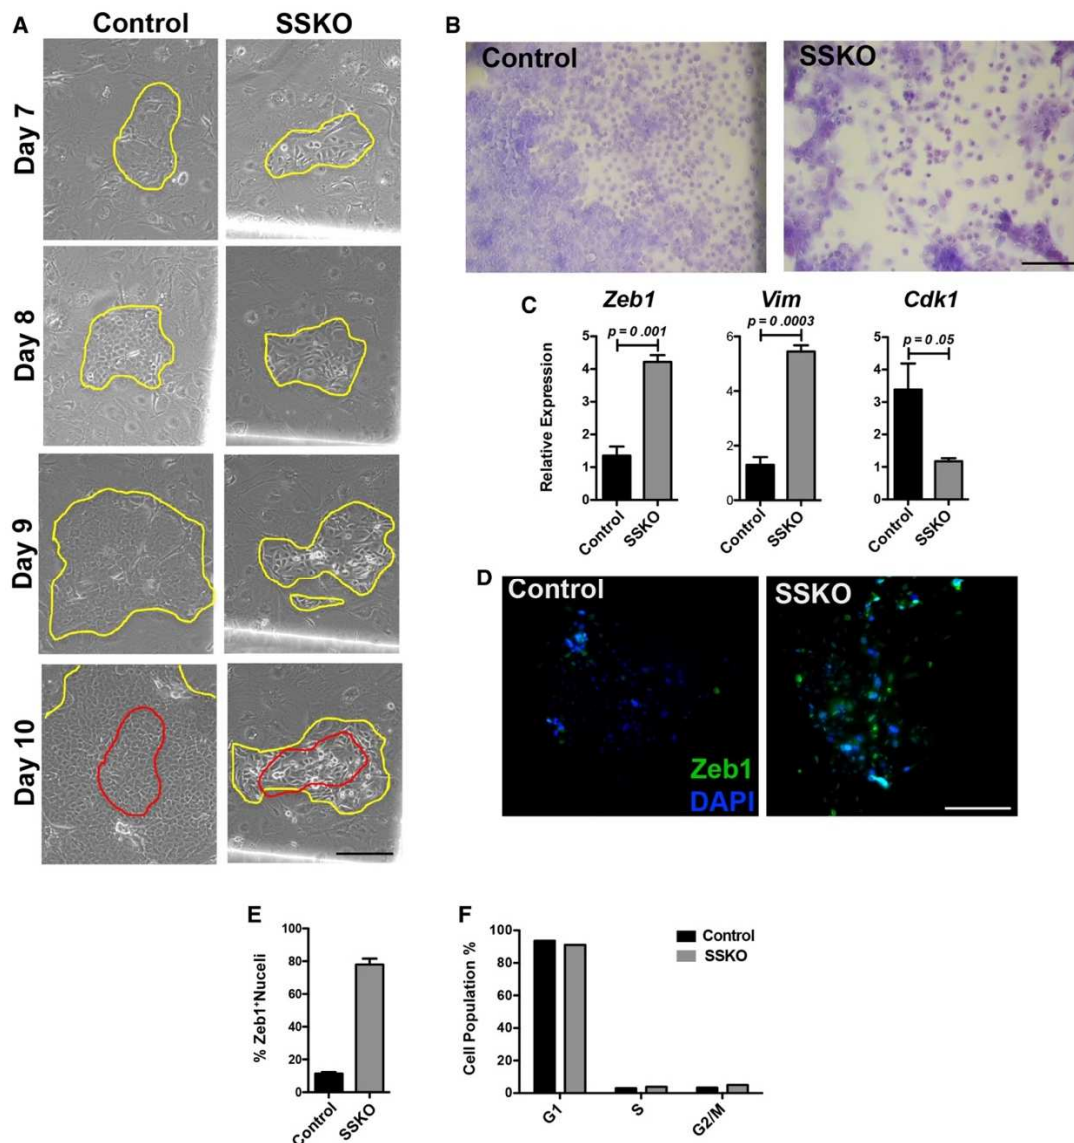 A
Control
SSKO
Day 7
Day 8
Day 9
Day 10
B
Control
SSKO
C
Zeb1
Vim
Cdk1
p = 0 .001
p = 0 .0003
p = 0 .05
Relative Expression
5
4
3
2
1
0
6
4
2
0
5
4
3
2
1
0
Control
SSKO
Control
SSKO
Control
SSKO
D
Control
SSKO
Zeb1
DAPI
E
% Zeb1⁺Nuceli
100
80
60
40
20
0
Control
SSKO
F
Cell Population %
100
80
60
40
20
0
G1
S
G2/M
Control
SSKO